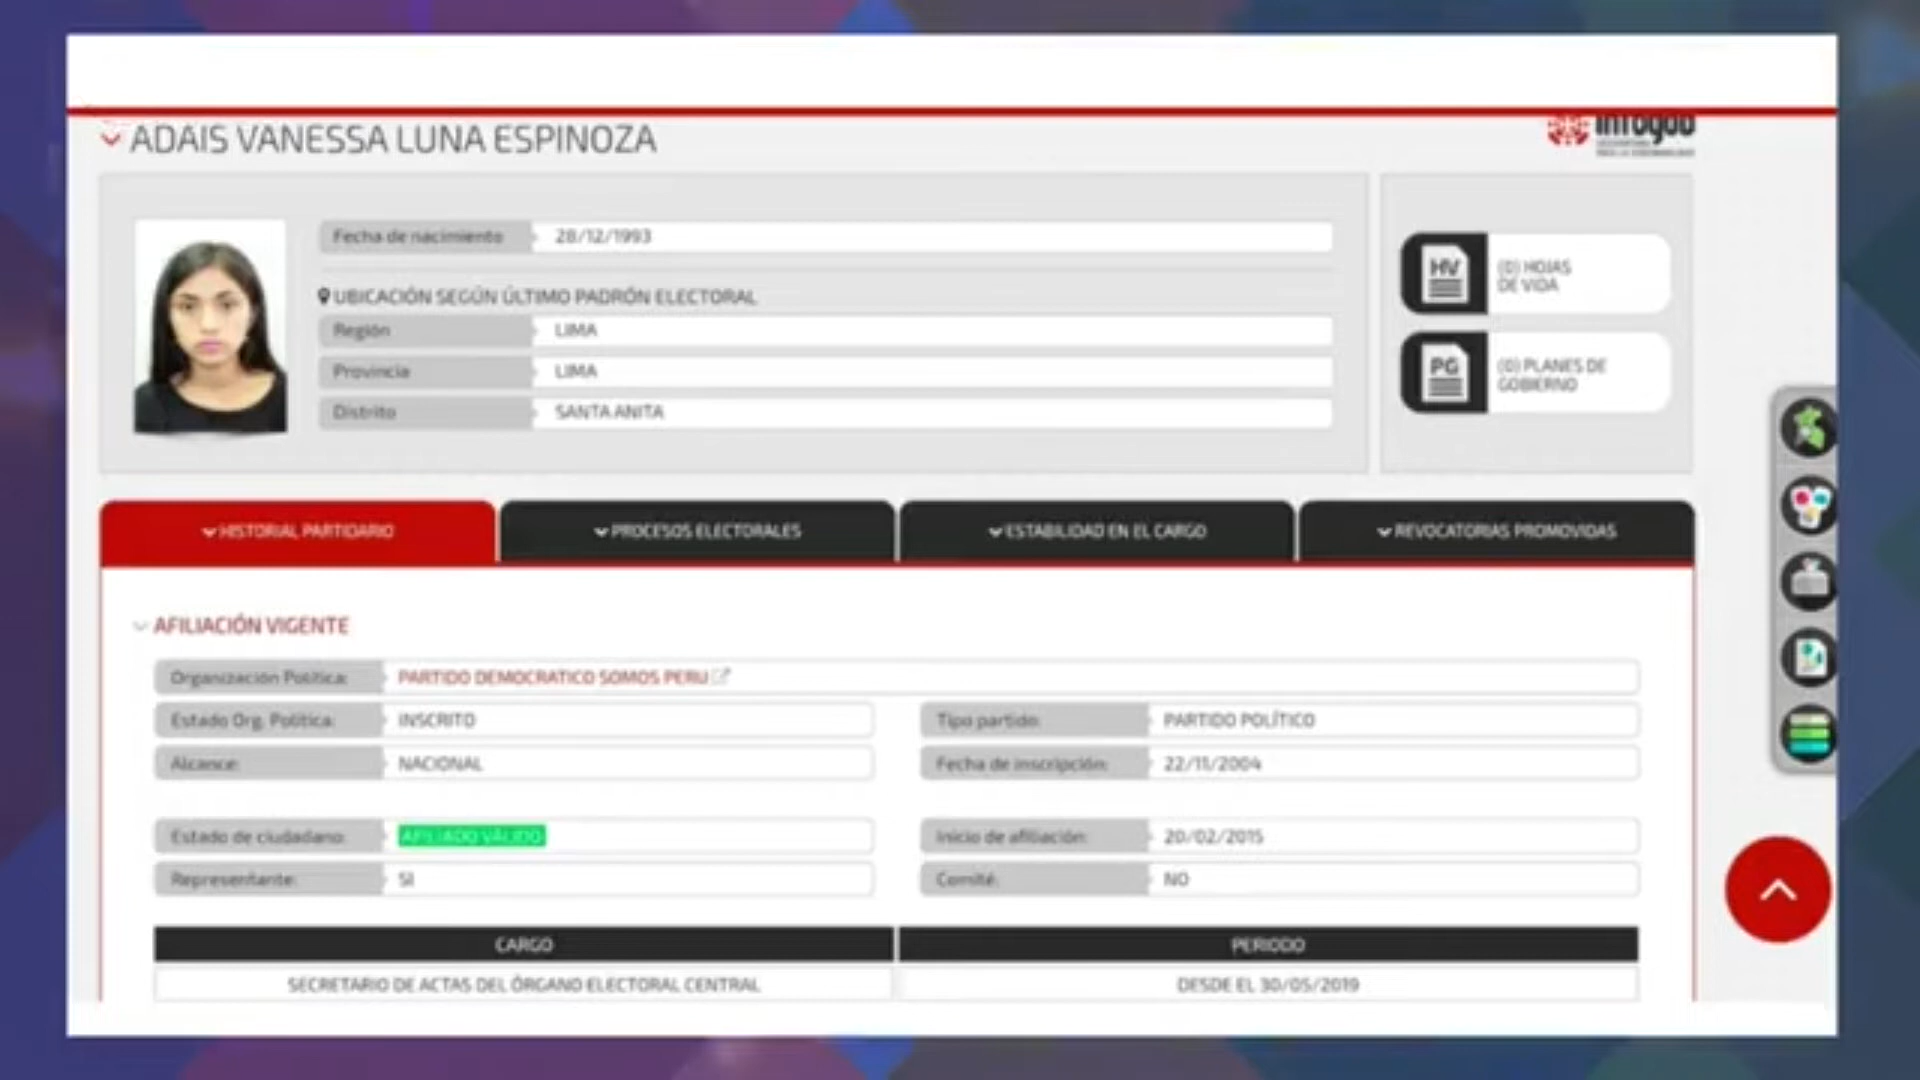 ADAIS VANESSA LUNA ESPINOZA
infogob
Fecha de nacimiento 28/12/1993
UBICACIÓN SEGÚN ÚLTIMO PADRÓN ELECTORAL
Región LIMA
Provincia LIMA
Distrito SANTA ANITA
HV (0) HOJAS
DE VIDA
PG (0) PLANES DE
GOBIERNO
HISTORIAL PARTIDARIO PROCESOS ELECTORALES ESTABILIDAD EN EL CARGO REVOCATORIAS PROMOVIDAS
AFILIACIÓN VIGENTE
Organización Política: PARTIDO DEMOCRATICO SOMOS PERU
Estado Org. Política: INSCRITO Tipo partido: PARTIDO POLÍTICO
Alcance: NACIONAL Fecha de inscripción: 22/11/2004
Estado de ciudadano: AFILIADO VÁLIDO Inicio de afiliación: 20/02/2015
Representante: SI Comité: NO
CARGO PERIODO
SECRETARIO DE ACTAS DEL ÓRGANO ELECTORAL CENTRAL DESDE EL 30/05/2019